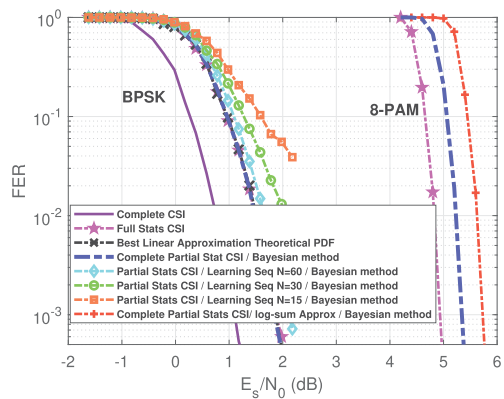 10^0
10^-1
10^-2
10^-3
FER
BPSK
8-PAM
Complete CSI
Full Stats CSI
Best Linear Approximation Theoretical PDF
Complete Partial Stat CSI / Bayesian method
Partial Stats CSI / Learning Seq N=60 / Bayesian method
Partial Stats CSI / Learning Seq N=30 / Bayesian method
Partial Stats CSI / Learning Seq N=15 / Bayesian method
Complete Partial Stats CSI/ log-sum Approx / Bayesian method
-2 -1 0 1 2 3 4 5 6
E_s/N_0 (dB)